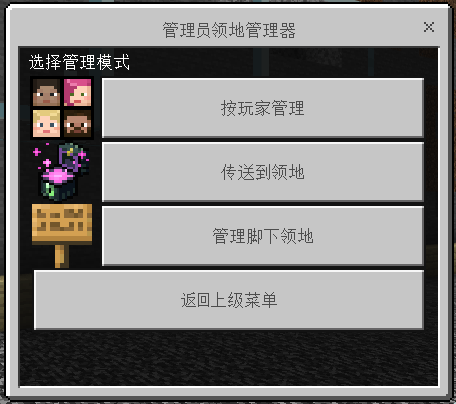 管理员领地管理器
选择管理模式
按玩家管理
传送到领地
管理脚下领地
返回上级菜单